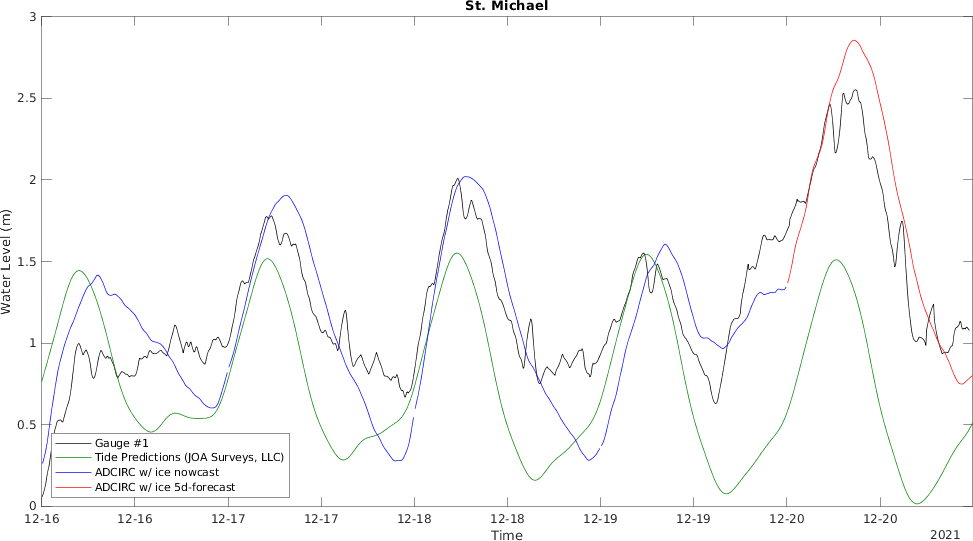 St. Michael
3
2.5
2
1.5
1
0.5
0
Water Level (m)
Gauge #1
Tide Predictions (JOA Surveys, LLC)
ADCIRC w/ ice nowcast
ADCIRC w/ ice 5d-forecast
12-16 12-16 12-17 12-17 12-18 12-18 12-19 12-19 12-20 12-20
Time
2021